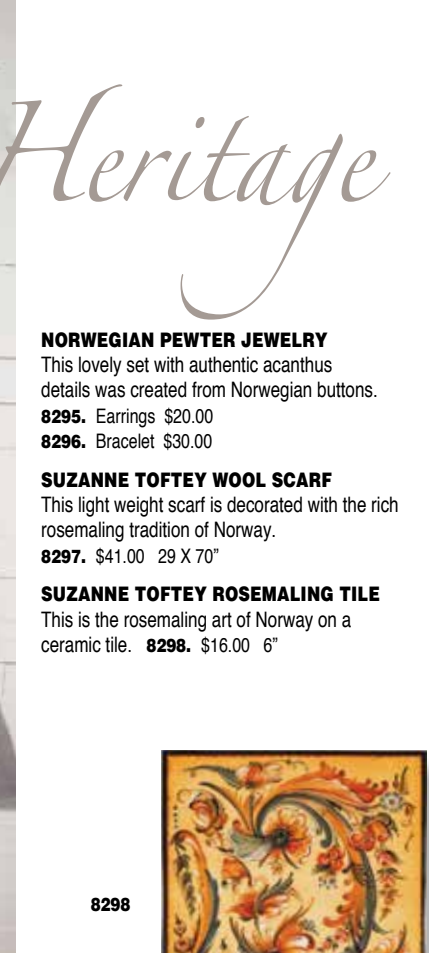 Heritage
NORWEGIAN PEWTER JEWELRY
This lovely set with authentic acanthus
details was created from Norwegian buttons.
8295. Earrings $20.00
8296. Bracelet $30.00
SUZANNE TOFTEY WOOL SCARF
This light weight scarf is decorated with the rich
rosemaling tradition of Norway.
8297. $41.00 29 X 70”
SUZANNE TOFTEY ROSEMALING TILE
This is the rosemaling art of Norway on a
ceramic tile. 8298. $16.00 6”
8298